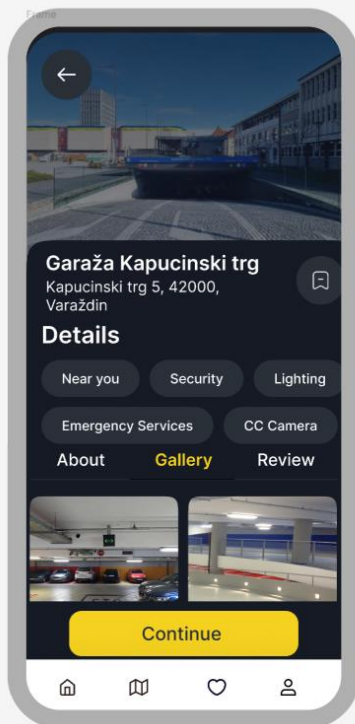 Frame
Garaža Kapucinski trg
Kapucinski trg 5, 42000,
Varaždin
Details
Near you Security Lighting
Emergency Services CC Camera
About Gallery Review
Continue